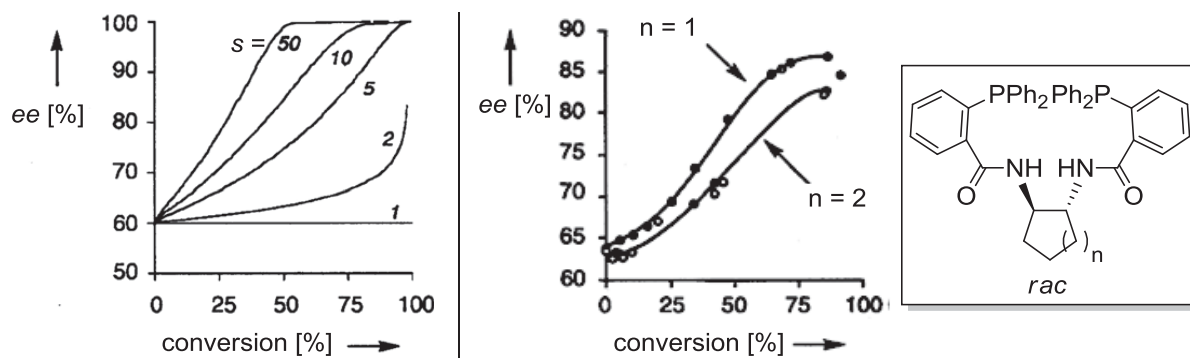 100
90
80
70
60
50
ee [%]
s = 50
10
5
2
1
0
25
50
75
100
conversion [%]
90
85
80
75
70
65
60
ee [%]
n = 1
n = 2
0
25
50
75
100
conversion [%]
PPh2Ph2P
NH HN
O O
( )n
rac